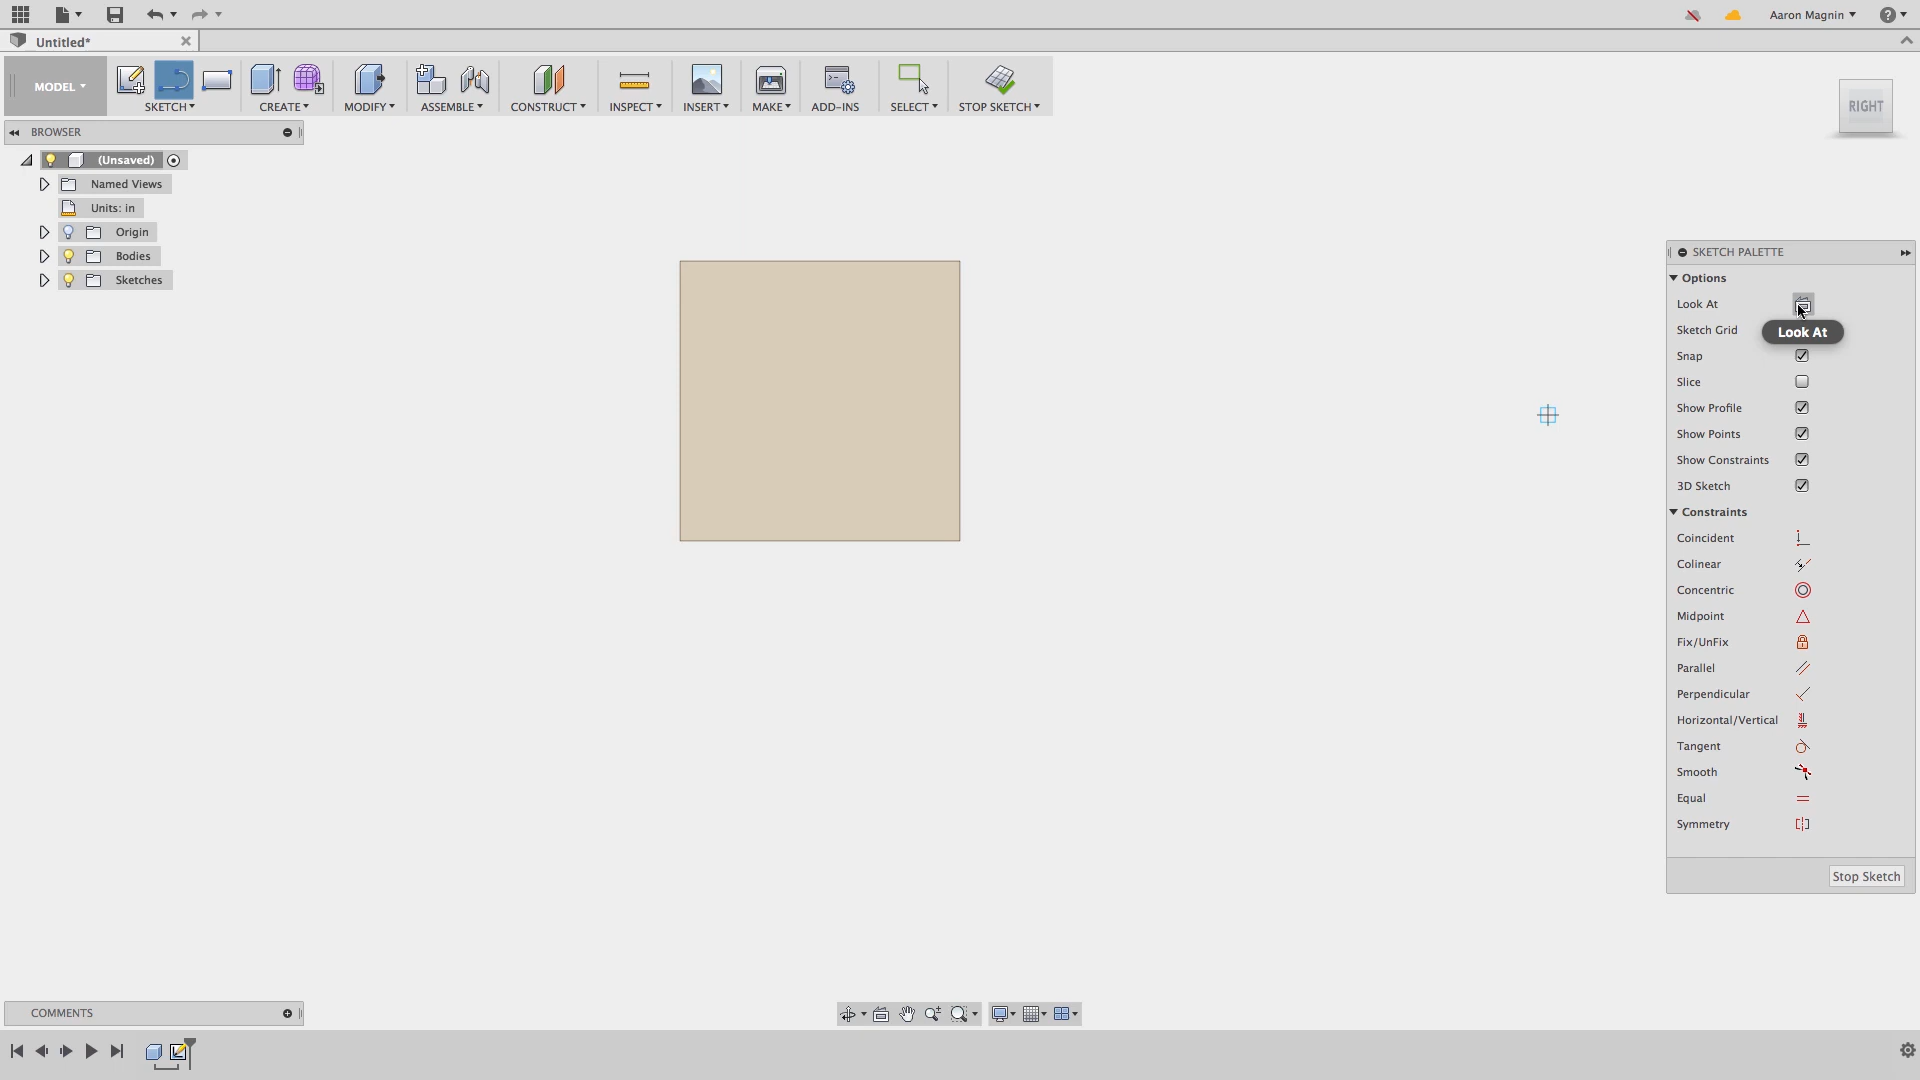 Aaron Magnin
Untitled*
MODEL
SKETCH
CREATE
MODIFY
ASSEMBLE
CONSTRUCT
INSPECT
INSERT
MAKE
ADD-INS
SELECT
STOP SKETCH
RIGHT
BROWSER
(Unsaved)
Named Views
Units: in
Origin
Bodies
Sketches
SKETCH PALETTE
Options
Look At
Sketch Grid
Look At
Snap
Slice
Show Profile
Show Points
Show Constraints
3D Sketch
Constraints
Coincident
Colinear
Concentric
Midpoint
Fix/UnFix
Parallel
Perpendicular
Horizontal/Vertical
Tangent
Smooth
Equal
Symmetry
Stop Sketch
COMMENTS